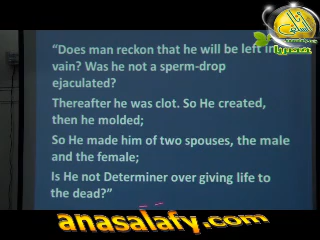 “Does man reckon that he will be left in
vain? Was he not a sperm-drop
ejaculated?
Thereafter he was clot. So He created,
then he molded;
So He made him of two spouses, the male
and the female;
Is He not Determiner over giving life to
the dead?”
anasalafy.com